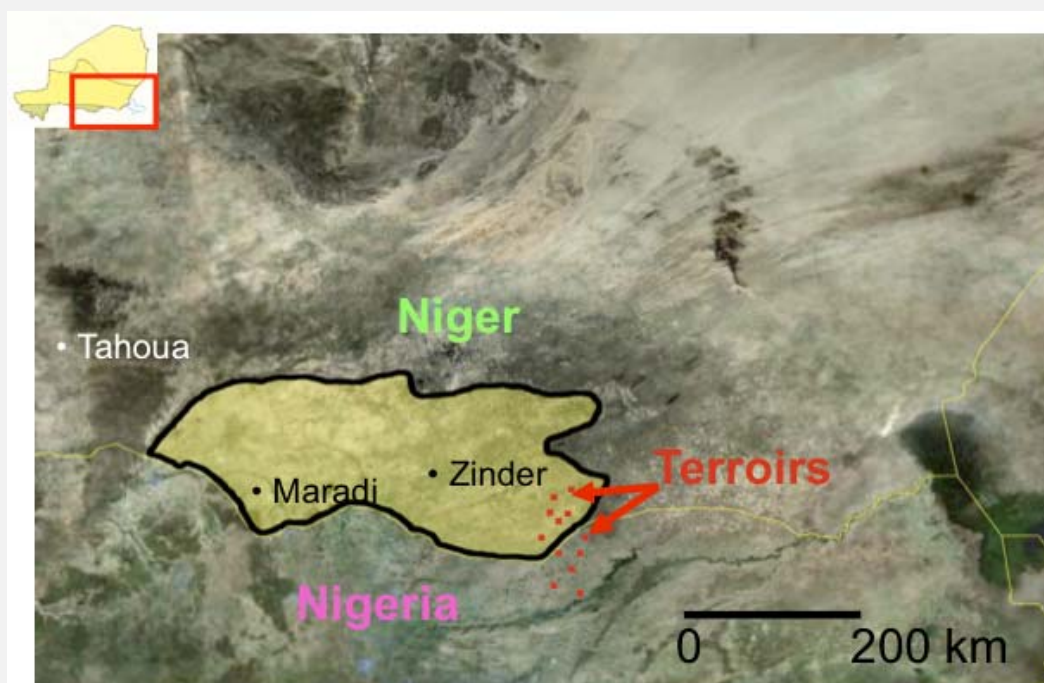 Niger
Tahoua
Terroirs
Zinder
Maradi
Nigeria
0 200 km